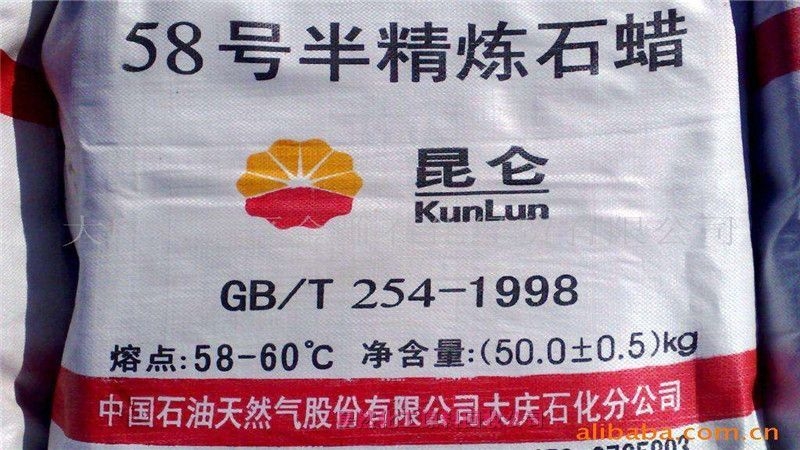 58号半精炼石蜡
昆仑
KunLun
GB/T 254-1998
熔点:58-60℃ 净含量:(50.0±0.5)kg
中国石油天然气股份有限公司大庆石化分公司
alibaba.com.cn